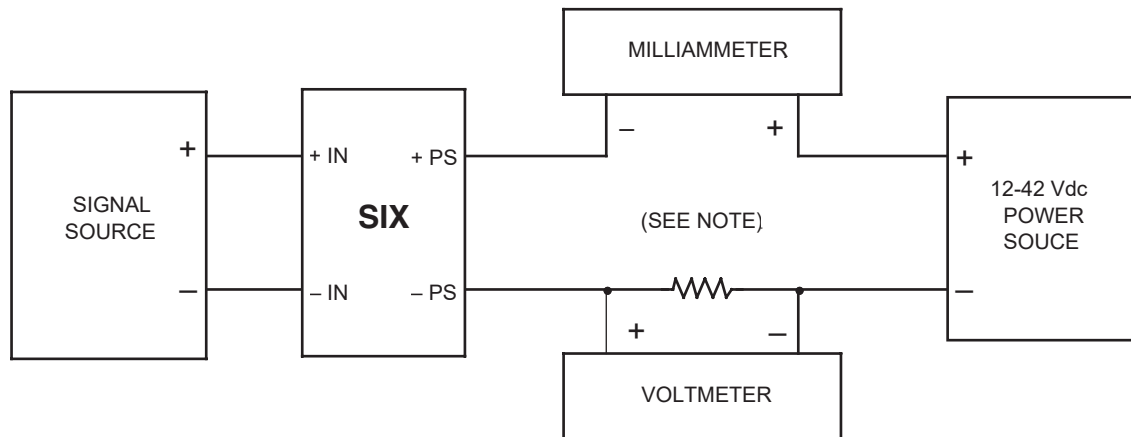 MILLIAMMETER
– +
SIGNAL
SOURCE
+
–
+ IN + PS
SIX
– IN – PS
(SEE NOTE)
+
12-42 Vdc
POWER
SOUCE
–
+ –
VOLTMETER